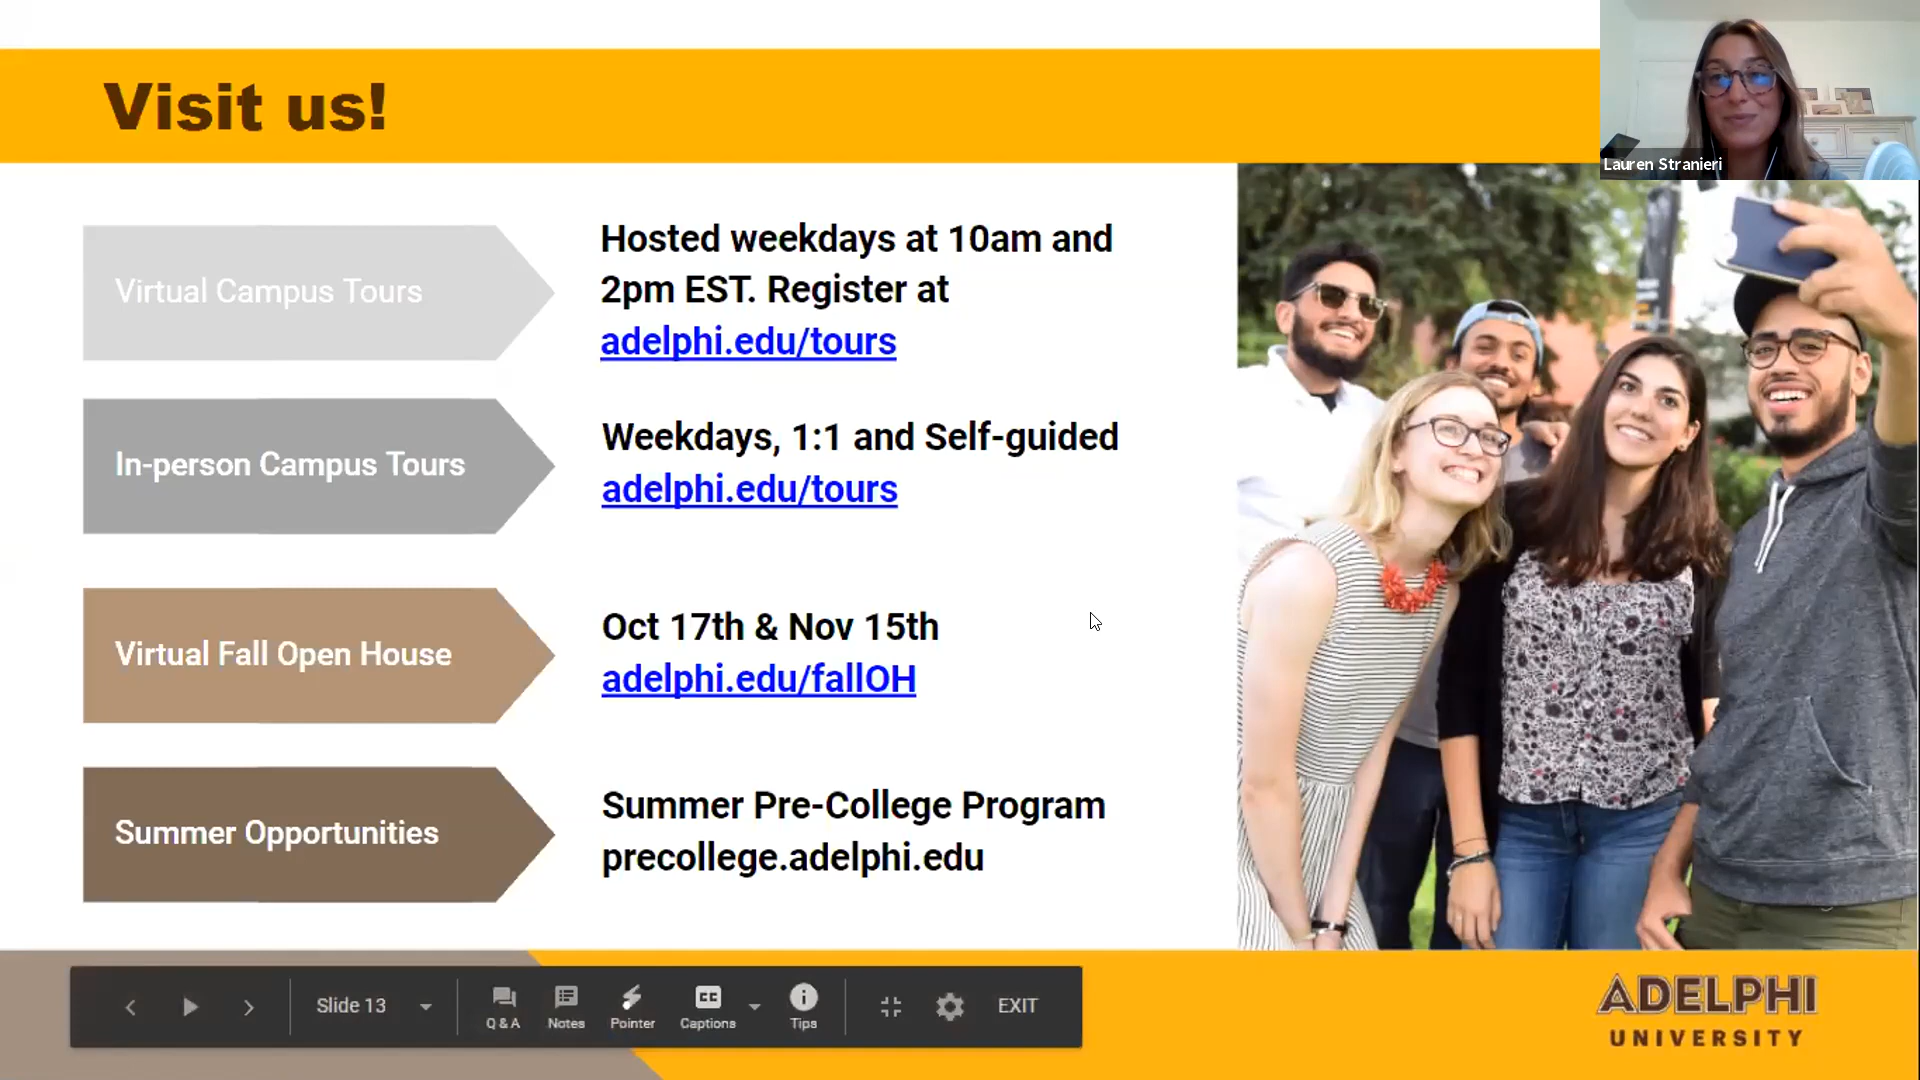 Visit us!
Lauren Stranieri
Virtual Campus Tours
Hosted weekdays at 10am and
2pm EST. Register at
adelphi.edu/tours
In-person Campus Tours
Weekdays, 1:1 and Self-guided
adelphi.edu/tours
Virtual Fall Open House
Oct 17th & Nov 15th
adelphi.edu/fallOH
Summer Opportunities
Summer Pre-College Program
precollege.adelphi.edu
Slide 13
Q & A
Notes
Pointer
CC
Captions
Tips
EXIT
ADELPHI
UNIVERSITY